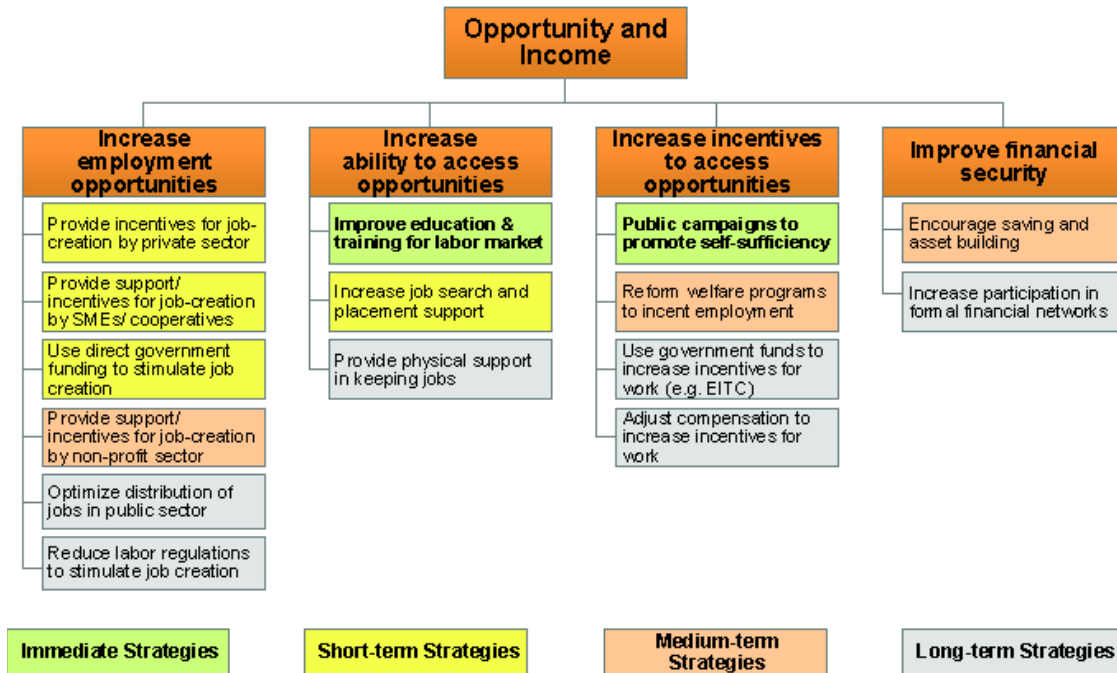 Opportunity and
Income
Increase
employment
opportunities
Provide incentives for job-
creation by private sector
Provide support/
incentives for job-creation
by SMEs/ cooperatives
Use direct government
funding to stimulate job
creation
Provide support/
incentives for job-creation
by non-profit sector
Optimize distribution of
jobs in public sector
Reduce labor regulations
to stimulate job creation
Increase
ability to access
opportunities
Improve education &
training for labor market
Increase job search and
placement support
Provide physical support
in keeping jobs
Increase incentives
to access
opportunities
Public campaigns to
promote self-sufficiency
Reform welfare programs
to incent employment
Use government funds to
increase incentives for
work (e.g. EITC)
Adjust compensation to
increase incentives for
work
Improve financial
security
Encourage saving and
asset building
Increase participation in
formal financial networks
Immediate Strategies
Short-term Strategies
Medium-term
Strategies
Long-term Strategies